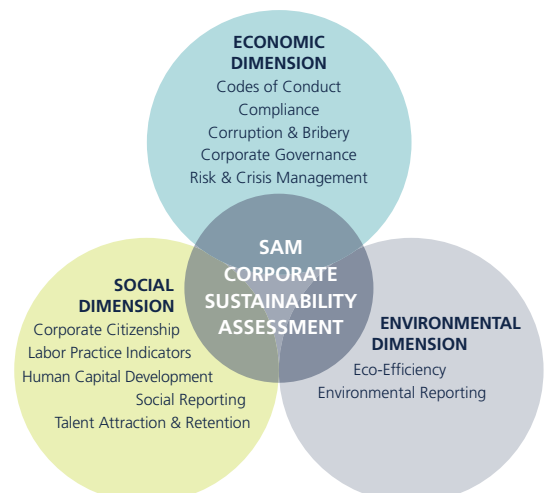 ECONOMIC
DIMENSION
Codes of Conduct
Compliance
Corruption & Bribery
Corporate Governance
Risk & Crisis Management
SAM
CORPORATE
SUSTAINABILITY
ASSESSMENT
SOCIAL
DIMENSION
Corporate Citizenship
Labor Practice Indicators
Human Capital Development
Social Reporting
Talent Attraction & Retention
ENVIRONMENTAL
DIMENSION
Eco-Efficiency
Environmental Reporting